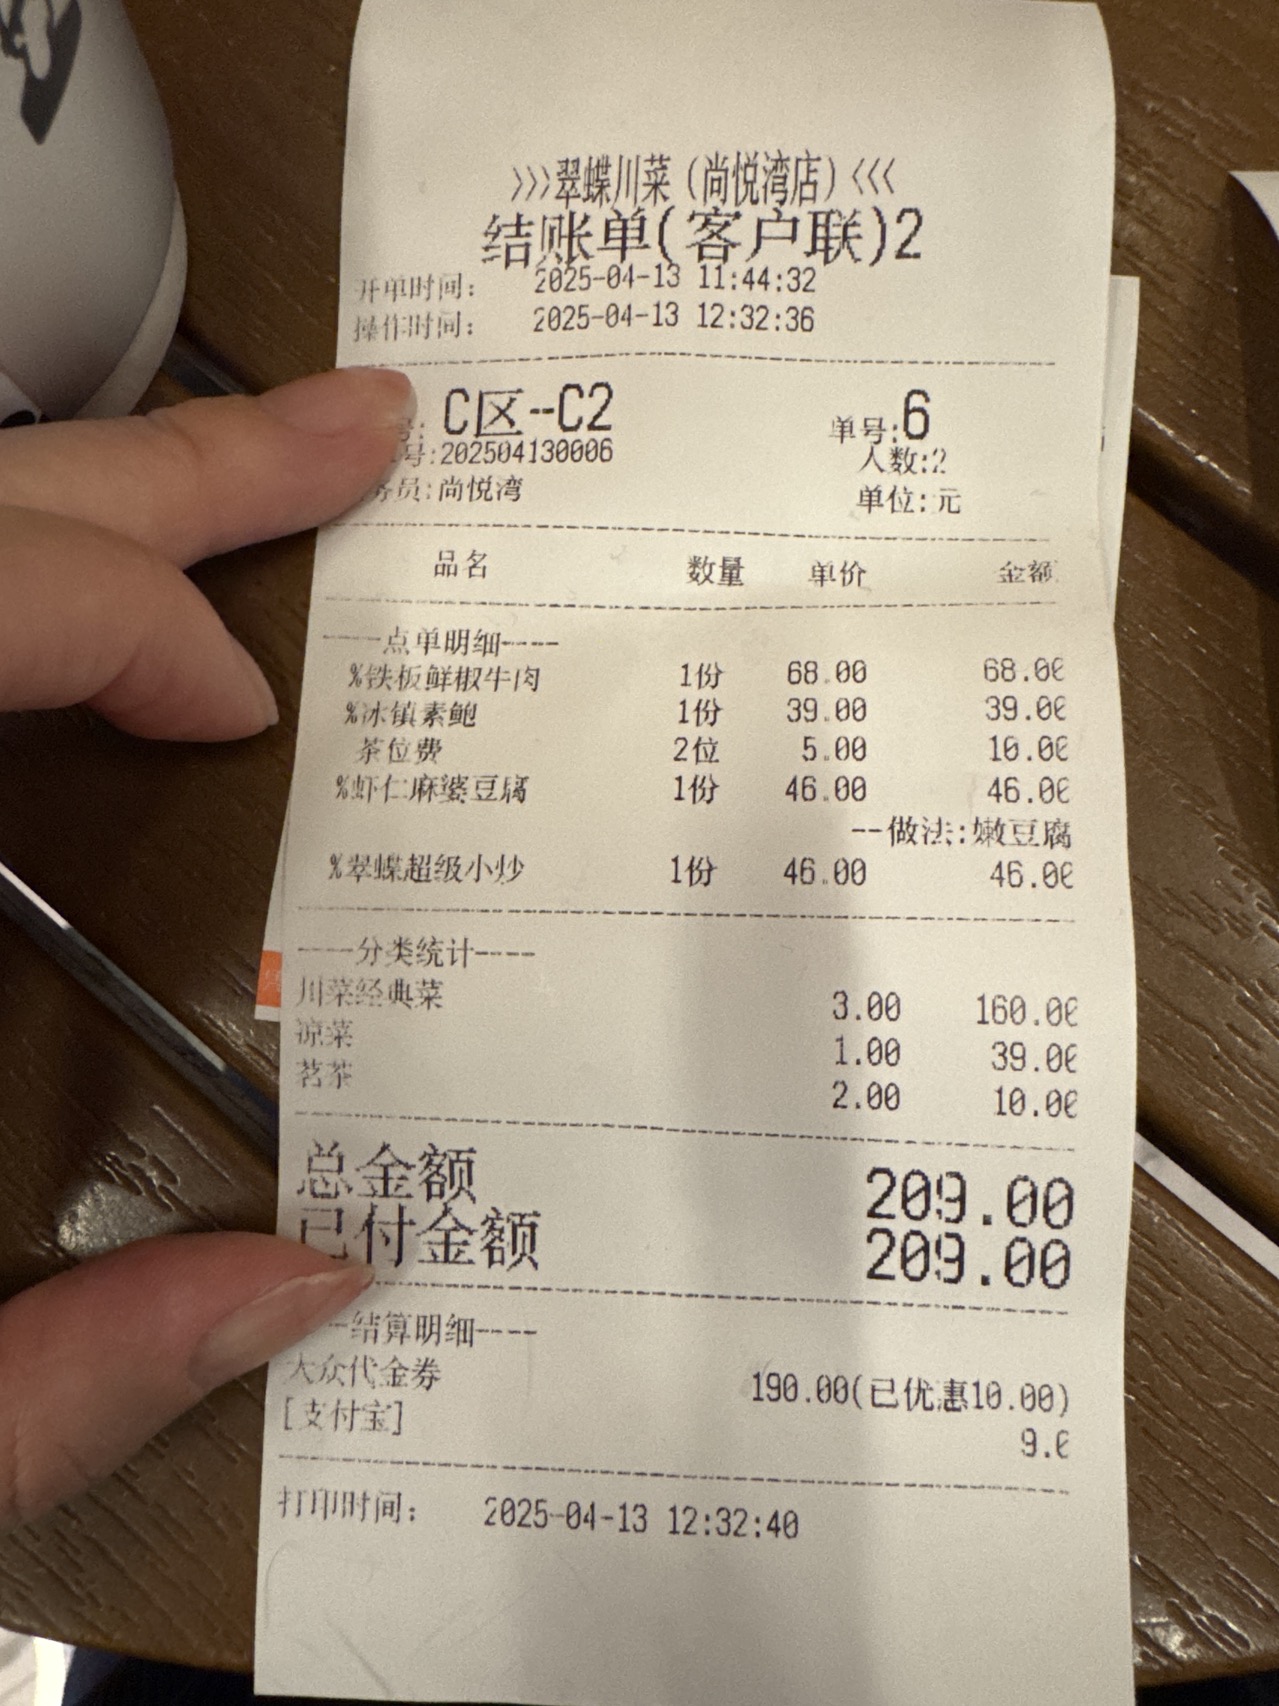 >>>翠蝶川菜(尚悦湾店)<<<
结账单(客户联)2
开单时间: 2025-04-13 11:44:32
操作时间: 2025-04-13 12:32:36
号: C区--C2 单号:6
号:202504130006 人数:2
务员:尚悦湾 单位:元
品名 数量 单价 金额
----点单明细----
%铁板鲜椒牛肉 1份 68.00 68.00
%冰镇素鲍 1份 39.00 39.00
茶位费 2位 5.00 10.00
%虾仁麻婆豆腐 1份 46.00 46.00
--做法:嫩豆腐
%翠蝶超级小炒 1份 46.00 46.00
----分类统计----
川菜经典菜 3.00 160.00
凉菜 1.00 39.00
茗茶 2.00 10.00
总金额 209.00
已付金额 209.00
-结算明细----
大众代金券 190.00(已优惠10.00)
[支付宝] 9.0
打印时间: 2025-04-13 12:32:40